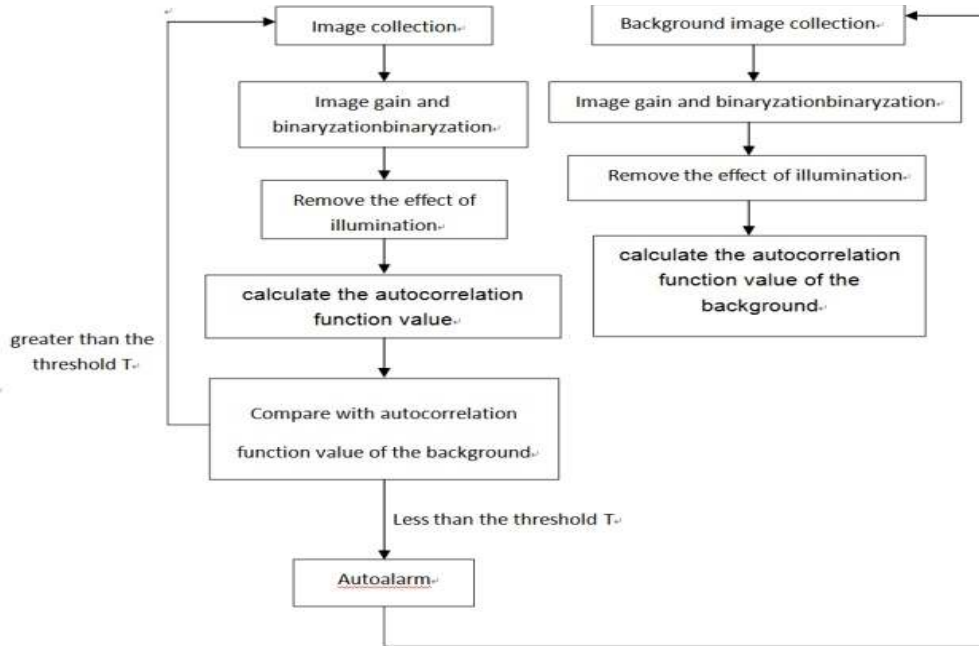 Image collection
Image gain and
binaryzationbinaryzation
Remove the effect of
illumination
calculate the autocorrelation
function value
greater than the
threshold T
Compare with autocorrelation
function value of the background
Less than the threshold T
Autoalarm
Background image collection
Image gain and binaryzationbinaryzation
Remove the effect of illumination
calculate the autocorrelation
function value of the
background